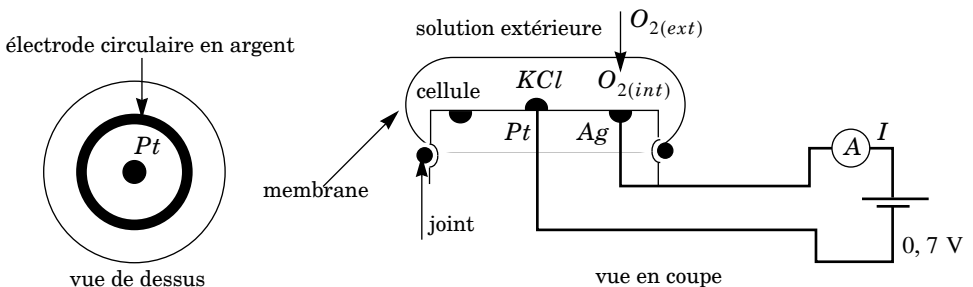 électrode circulaire en argent
Pt
vue de dessus
solution extérieure
O2(ext)
cellule
KCl
O2(int)
Pt
Ag
membrane
joint
A
I
0, 7 V
vue en coupe